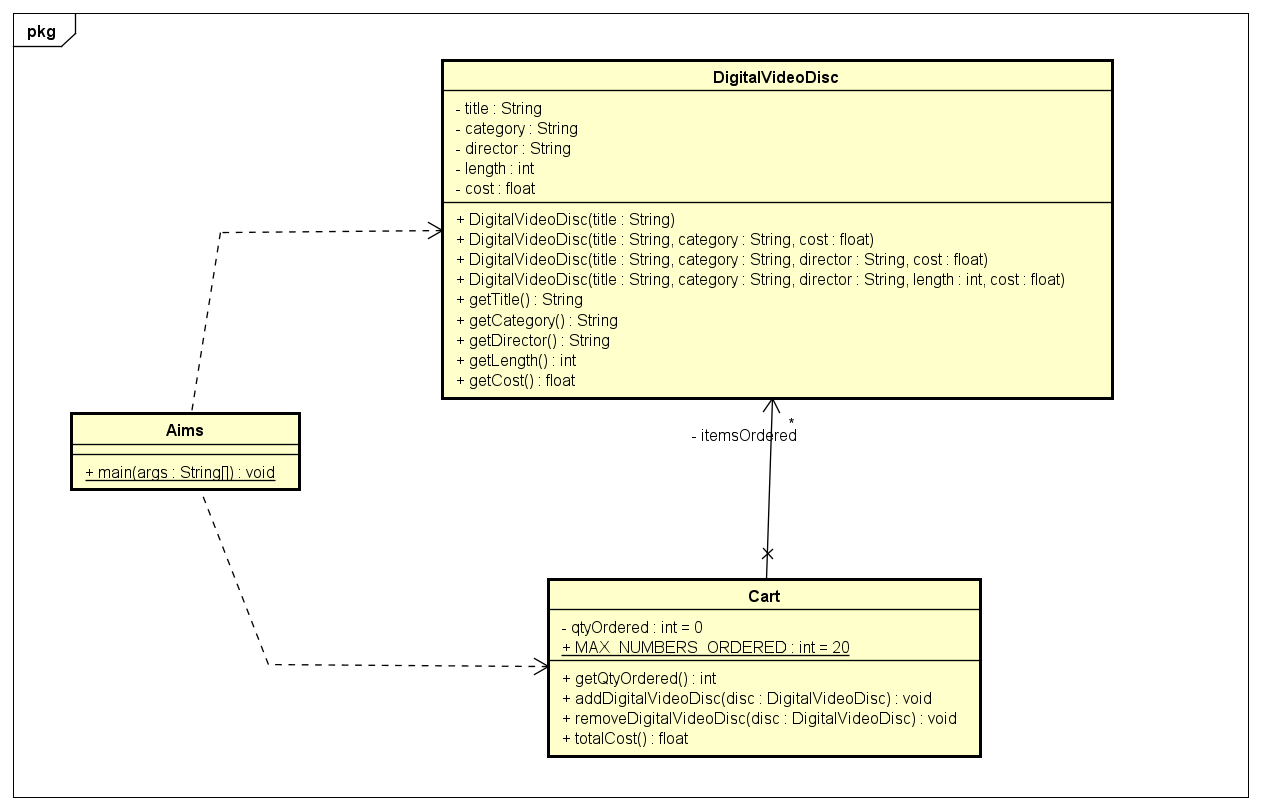 pkg
DigitalVideoDisc
- title : String
- category : String
- director : String
- length : int
- cost : float
+ DigitalVideoDisc(title : String)
+ DigitalVideoDisc(title : String, category : String, cost : float)
+ DigitalVideoDisc(title : String, category : String, director : String, cost : float)
+ DigitalVideoDisc(title : String, category : String, director : String, length : int, cost : float)
+ getTitle() : String
+ getCategory() : String
+ getDirector() : String
+ getLength() : int
+ getCost() : float
*
- itemsOrdered
Aims
+ main(args : String[]) : void
Cart
- qtyOrdered : int = 0
+ MAX_NUMBERS_ORDERED : int = 20
+ getQtyOrdered() : int
+ addDigitalVideoDisc(disc : DigitalVideoDisc) : void
+ removeDigitalVideoDisc(disc : DigitalVideoDisc) : void
+ totalCost() : float